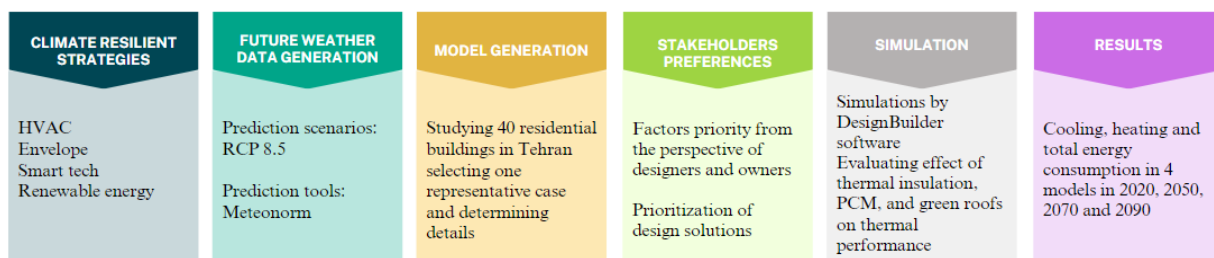 CLIMATE RESILIENT
STRATEGIES
HVAC
Envelope
Smart tech
Renewable energy
FUTURE WEATHER
DATA GENERATION
Prediction scenarios:
RCP 8.5
Prediction tools:
Meteonorm
MODEL GENERATION
Studying 40 residential
buildings in Tehran
selecting one
representative case
and determining
details
STAKEHOLDERS
PREFERENCES
Factors priority from
the perspective of
designers and owners
Prioritization of
design solutions
SIMULATION
Simulations by
DesignBuilder
software
Evaluating effect of
thermal insulation,
PCM, and green roofs
on thermal
performance
RESULTS
Cooling, heating and
total energy
consumption in 4
models in 2020, 2050,
2070 and 2090